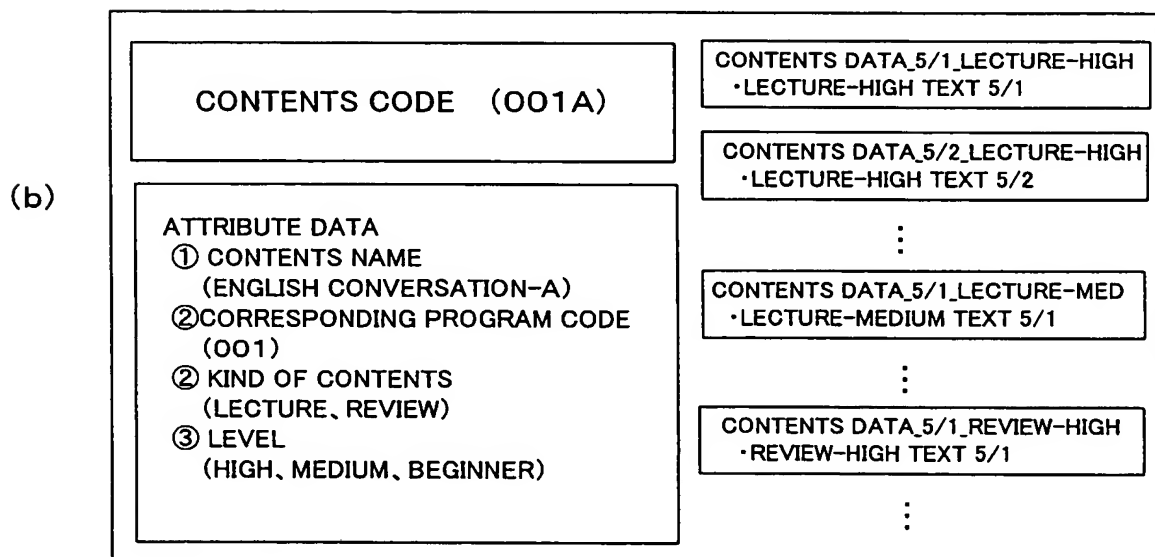 (b)
CONTENTS CODE (001A)
ATTRIBUTE DATA
① CONTENTS NAME
(ENGLISH CONVERSATION-A)
②CORRESPONDING PROGRAM CODE
(001)
② KIND OF CONTENTS
(LECTURE、REVIEW)
③ LEVEL
(HIGH、MEDIUM、BEGINNER)
CONTENTS DATA_5/1_LECTURE-HIGH
・LECTURE-HIGH TEXT 5/1
CONTENTS DATA_5/2_LECTURE-HIGH
・LECTURE-HIGH TEXT 5/2
⋮
CONTENTS DATA_5/1_LECTURE-MED
・LECTURE-MEDIUM TEXT 5/1
⋮
CONTENTS DATA_5/1_REVIEW-HIGH
・REVIEW-HIGH TEXT 5/1
⋮